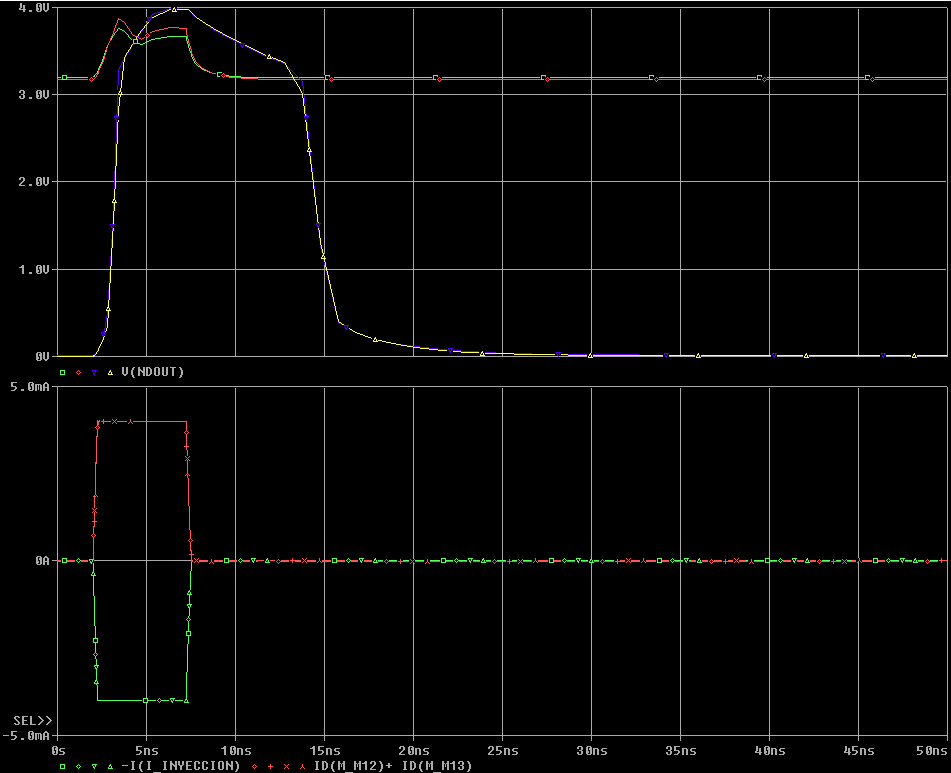 4.0V
3.0V
2.0V
1.0V
0V
V(NDOUT)
5.0mA
0A
SEL>>
-5.0mA
0s 5ns 10ns 15ns 20ns 25ns 30ns 35ns 40ns 45ns 50ns
-I(I_INYECCION) ID(M_M12)+ ID(M_M13)